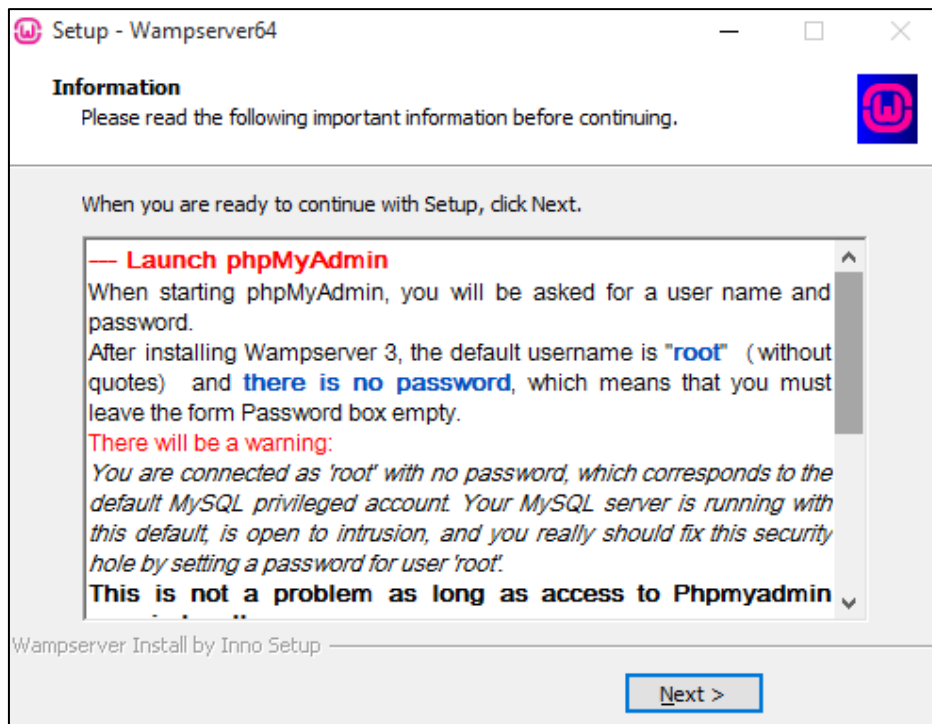 Setup - Wampserver64
Information
Please read the following important information before continuing.
When you are ready to continue with Setup, click Next.
--- Launch phpMyAdmin
When starting phpMyAdmin, you will be asked for a user name and
password.
After installing Wampserver 3, the default username is "root" (without
quotes) and there is no password, which means that you must
leave the form Password box empty.
There will be a warning:
You are connected as 'root' with no password, which corresponds to the
default MySQL privileged account. Your MySQL server is running with
this default, is open to intrusion, and you really should fix this security
hole by setting a password for user 'root'.
This is not a problem as long as access to Phpmyadmin
Wampserver Install by Inno Setup
Next >